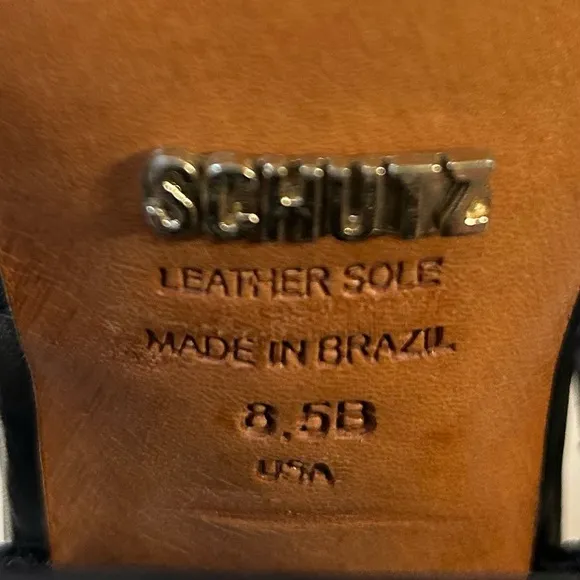 SCHUTZ
LEATHER SOLE
MADE IN BRAZIL
8,5B
USA